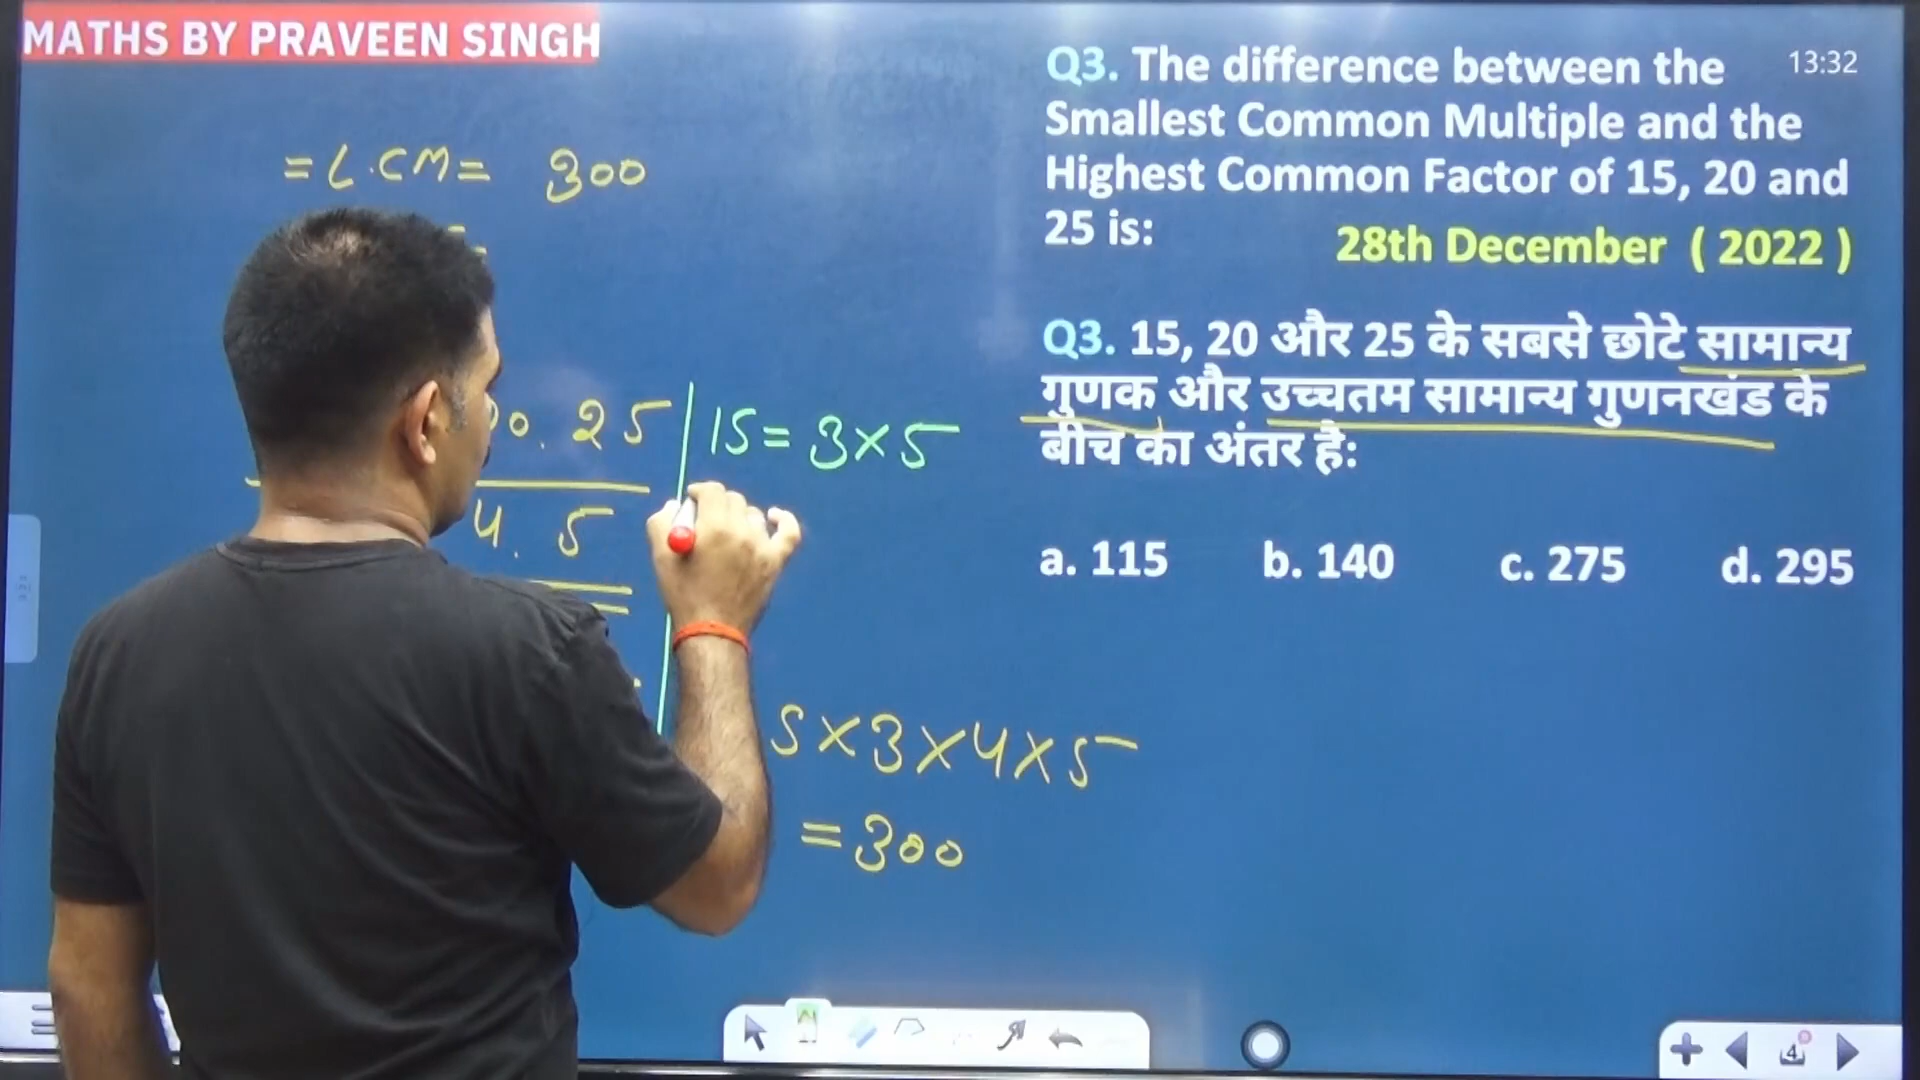 MATHS BY PRAVEEN SINGH
13:32
Q3. The difference between the
Smallest Common Multiple and the
Highest Common Factor of 15, 20 and
25 is:
28th December ( 2022 )
Q3. 15, 20 और 25 के सबसे छोटे सामान्य
गुणक और उच्चतम सामान्य गुणनखंड के
बीच का अंतर है:
a. 115 b. 140 c. 275 d. 295
= L.CM = 300
0. 25
4. 5
15 = 3×5
5×3×4×5
= 300
4